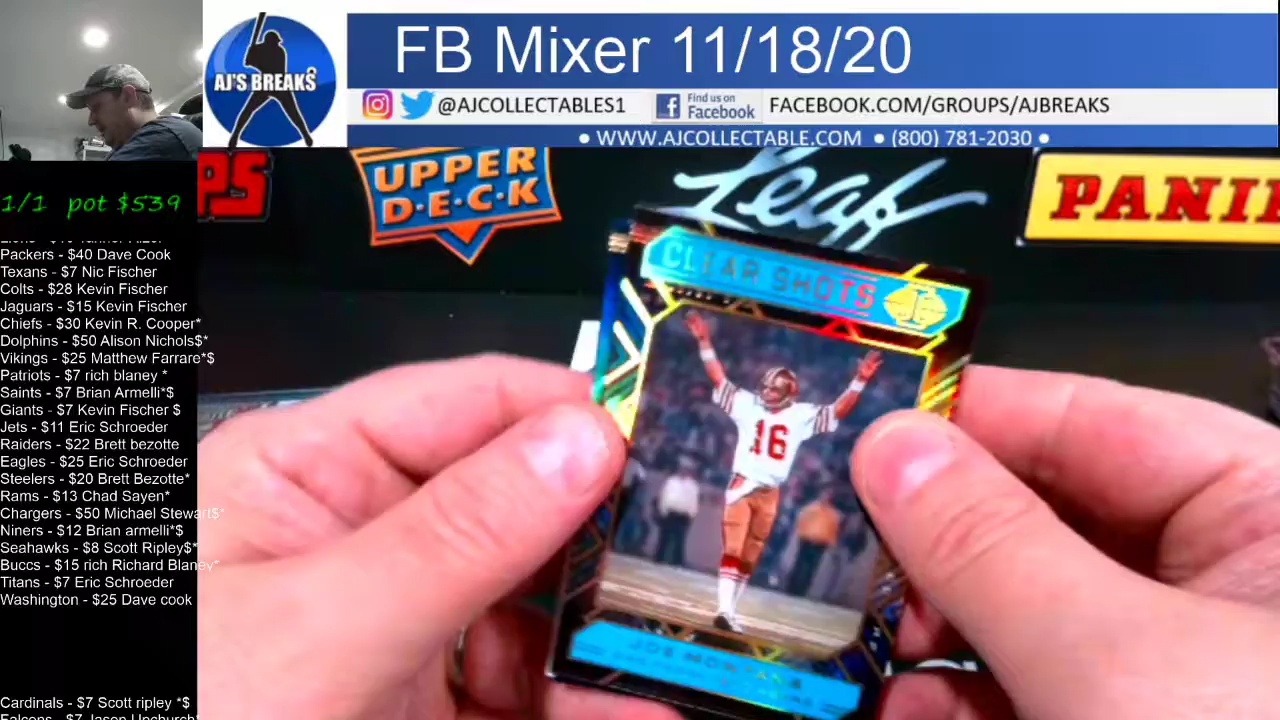 AJ'S BREAKS
FB Mixer 11/18/20
@AJCOLLECTABLES1
Find us on
Facebook
FACEBOOK.COM/GROUPS/AJBREAKS
• WWW.AJCOLLECTABLE.COM • (800) 781-2030 •
1/1 pot $539
Packers - $40 Dave Cook
Texans - $7 Nic Fischer
Colts - $28 Kevin Fischer
Jaguars - $15 Kevin Fischer
Chiefs - $30 Kevin R. Cooper*
Dolphins - $50 Alison Nichols$*
Vikings - $25 Matthew Farrare*$
Patriots - $7 rich blaney *
Saints - $7 Brian Armelli$*
Giants - $7 Kevin Fischer $
Jets - $11 Eric Schroeder
Raiders - $22 Brett bezotte
Eagles - $25 Eric Schroeder
Steelers - $20 Brett Bezotte*
Rams - $13 Chad Sayen*
Chargers - $50 Michael Stewart$*
Niners - $12 Brian armelli*$
Seahawks - $8 Scott Ripley$*
Buccs - $15 rich Richard Blaney*
Titans - $7 Eric Schroeder
Washington - $25 Dave cook
Cardinals - $7 Scott ripley *$
Falcons - $7 Jason Upchurch
UPPER
D·E·C·K
Leaf
PANINI
CLEAR SHOTS
16
JOE MONTANA